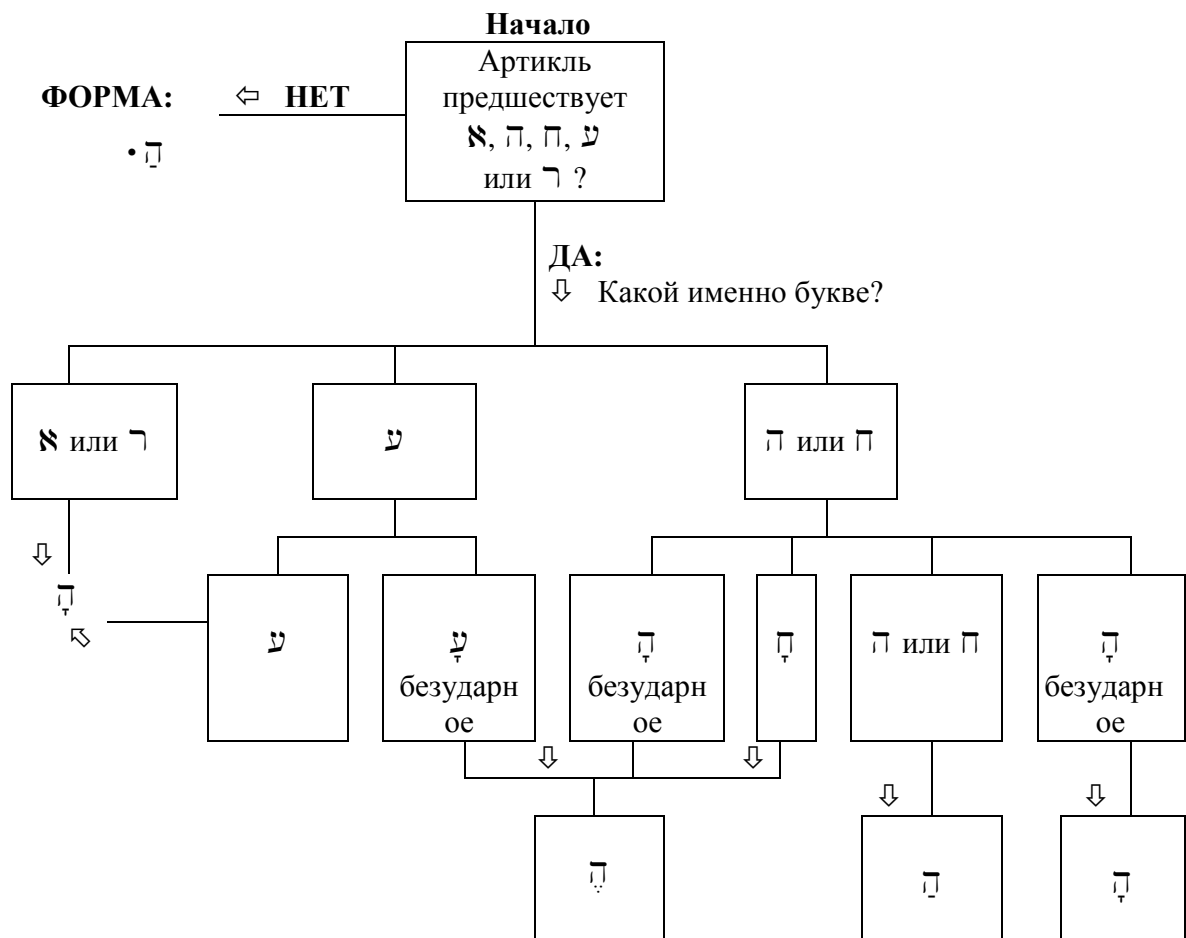 Начало
Артикль
предшествует
א, ה, ח, ע
или ר ?
ФОРМА:
⇦ НЕТ
הַ •
ДА:
⇩ Какой именно букве?
א или ר
ע
ה или ח
⇩
הָ
⇖
ע
עָ
безударн
ое
הָ
безударн
ое
חָ
ה или ח
הָ
безударн
ое
⇩
⇩
⇩
⇩
הֶ
הַ
הָ